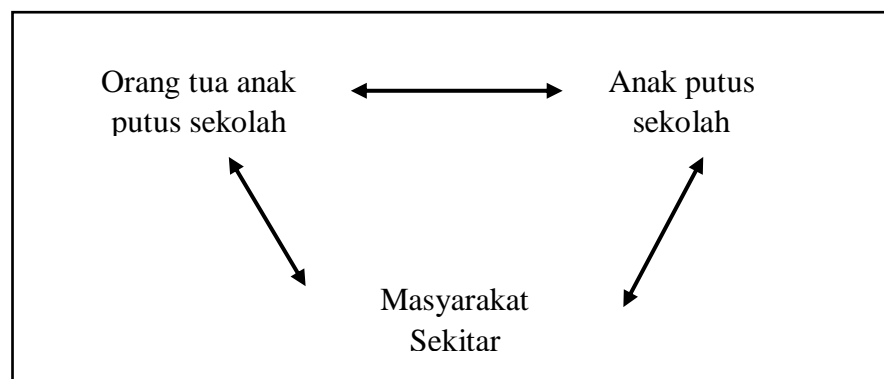 Orang tua anak
putus sekolah
Anak putus
sekolah
Masyarakat
Sekitar